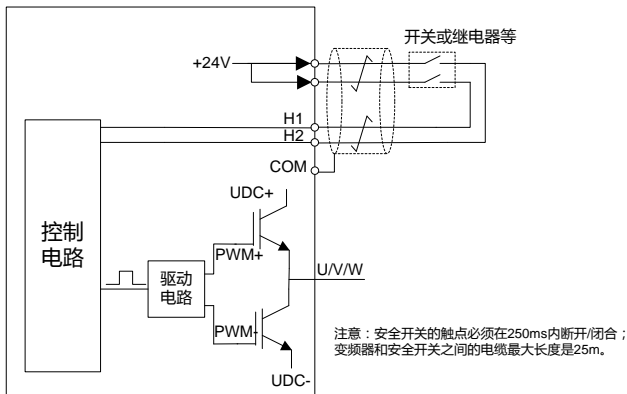 开关或继电器等
+24V
H1
H2
COM
UDC+
控制
电路
PWM+
驱动
电路
U/V/W
PWM-
UDC-
注意：安全开关的触点必须在250ms内断开/闭合；
变频器和安全开关之间的电缆最大长度是25m。